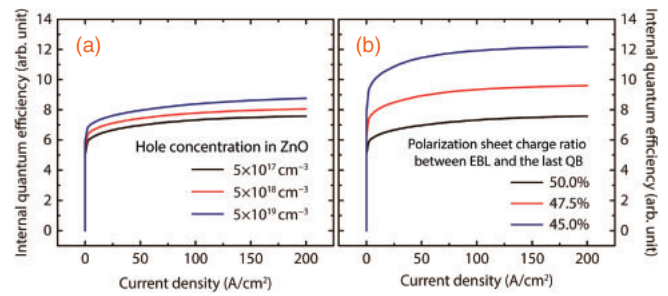 (a)
Internal quantum efficiency (arb. unit)
14
12
10
8
6
4
2
0
Hole concentration in ZnO
5×10¹⁷ cm⁻³
5×10¹⁸ cm⁻³
5×10¹⁹ cm⁻³
0 50 100 150 200
Current density (A/cm²)
(b)
Polarization sheet charge ratio
between EBL and the last QB
50.0%
47.5%
45.0%
0 50 100 150 200
Current density (A/cm²)
14
12
10
8
6
4
2
0
Internal quantum efficiency (arb. unit)